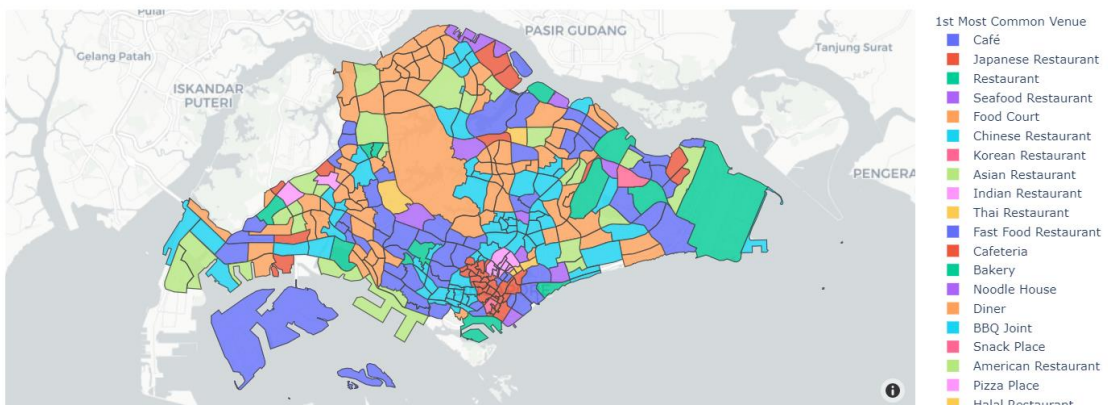 Pulai
PASIR GUDANG
Gelang Patah
Tanjung Surat
ISKANDAR
PUTERI
PENGERA
1st Most Common Venue
Café
Japanese Restaurant
Restaurant
Seafood Restaurant
Food Court
Chinese Restaurant
Korean Restaurant
Asian Restaurant
Indian Restaurant
Thai Restaurant
Fast Food Restaurant
Cafeteria
Bakery
Noodle House
Diner
BBQ Joint
Snack Place
American Restaurant
Pizza Place
Halal Restaurant